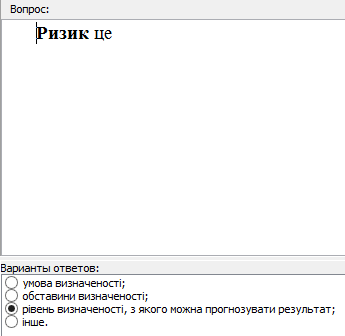 Вопрос:
Ризик це
Варианты ответов:
умова визначеності;
обставини визначеності;
рівень визначеності, з якого можна прогнозувати результат;
інше.